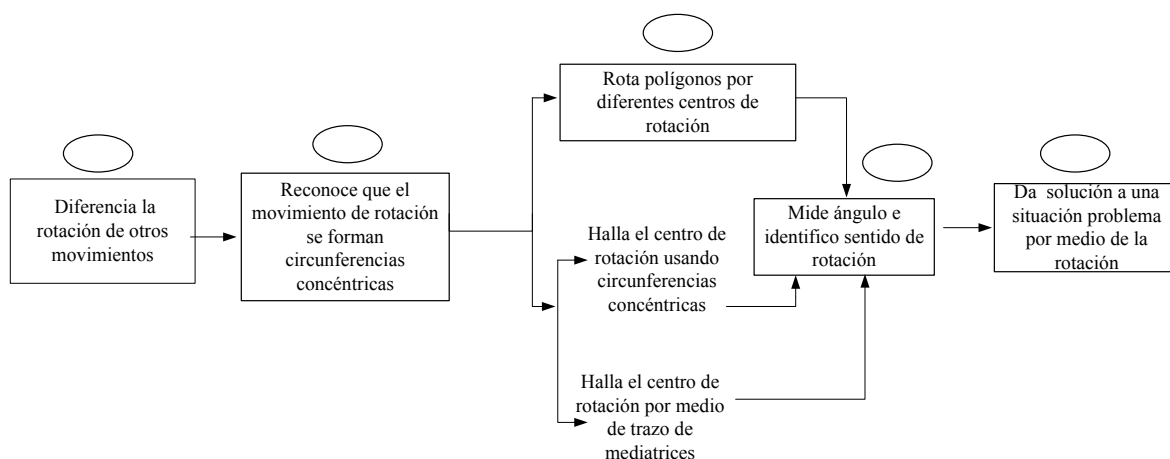 Diferencia la
rotación de otros
movimientos
Reconoce que el
movimiento de rotación
se forman
circunferencias
concéntricas
Rota polígonos por
diferentes centros de
rotación
Halla el centro de
rotación usando
circunferencias
concéntricas
Halla el centro de
rotación por medio
de trazo de
mediatrices
Mide ángulo e
identifico sentido de
rotación
Da solución a una
situación problema
por medio de la
rotación